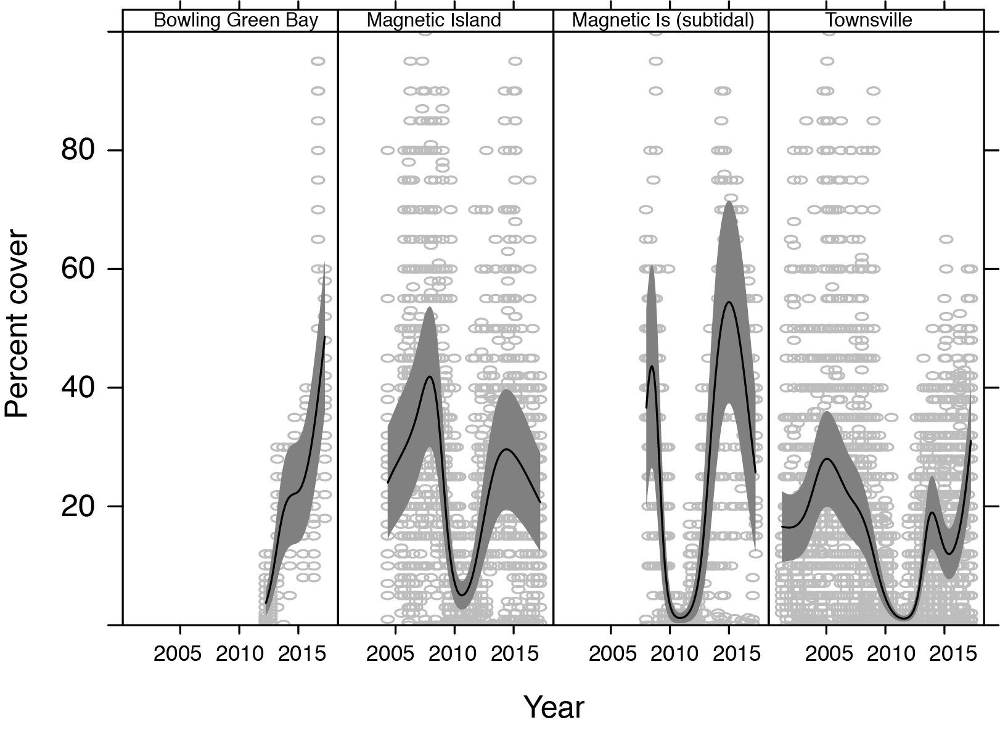 Bowling Green Bay Magnetic Island Magnetic Is (subtidal) Townsville
80
60
40
20
Percent cover
2005 2010 2015 2005 2010 2015 2005 2010 2015 2005 2010 2015
Year